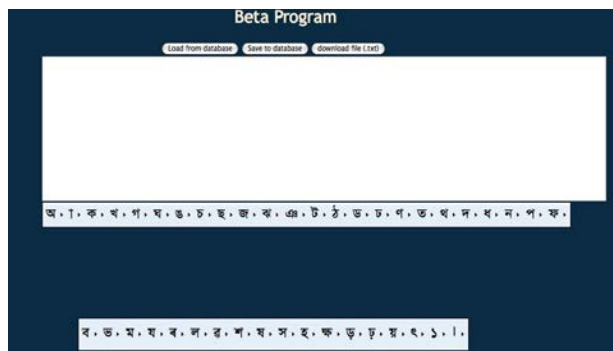 Beta Program
Load from database Save to database download file (.txt)
অ া ক খ গ ঘ ঙ চ ছ জ ঝ ঞ ট ঠ ড ঢ ণ ত থ দ ধ ন প ফ
ব ভ ম য ৰ ল ৱ শ ষ স হ ক্ষ ড় ঢ় য় ৎ ১ ।